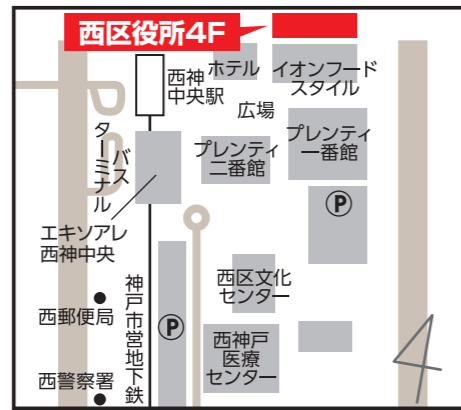 西区役所4F
西神
中央駅
ホテル
イオンフード
スタイル
広場
プレンティ
一番館
プレンティ
二番館
バス
ターミナル
エキソアレ
西神中央
P
西区文化
センター
神戸市営地下鉄
P
西郵便局
西神戸
医療
センター
西警察署